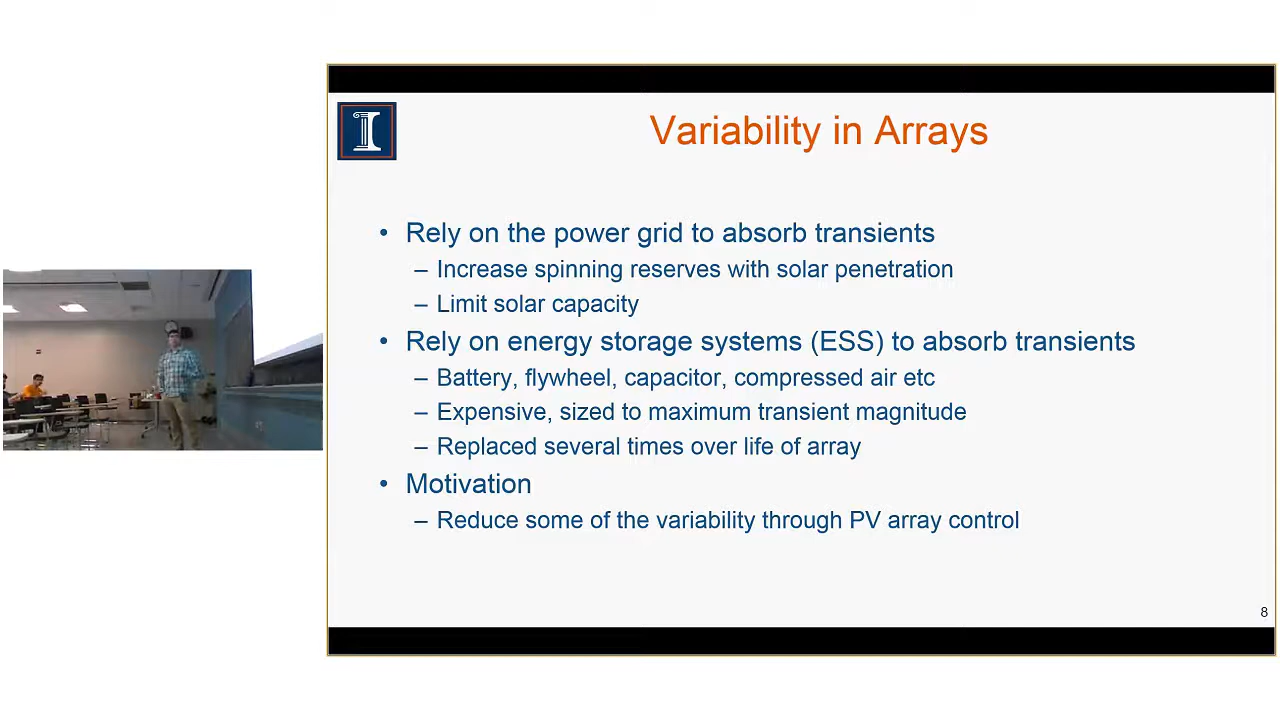 Variability in Arrays
• Rely on the power grid to absorb transients
– Increase spinning reserves with solar penetration
– Limit solar capacity
• Rely on energy storage systems (ESS) to absorb transients
– Battery, flywheel, capacitor, compressed air etc
– Expensive, sized to maximum transient magnitude
– Replaced several times over life of array
• Motivation
– Reduce some of the variability through PV array control
8